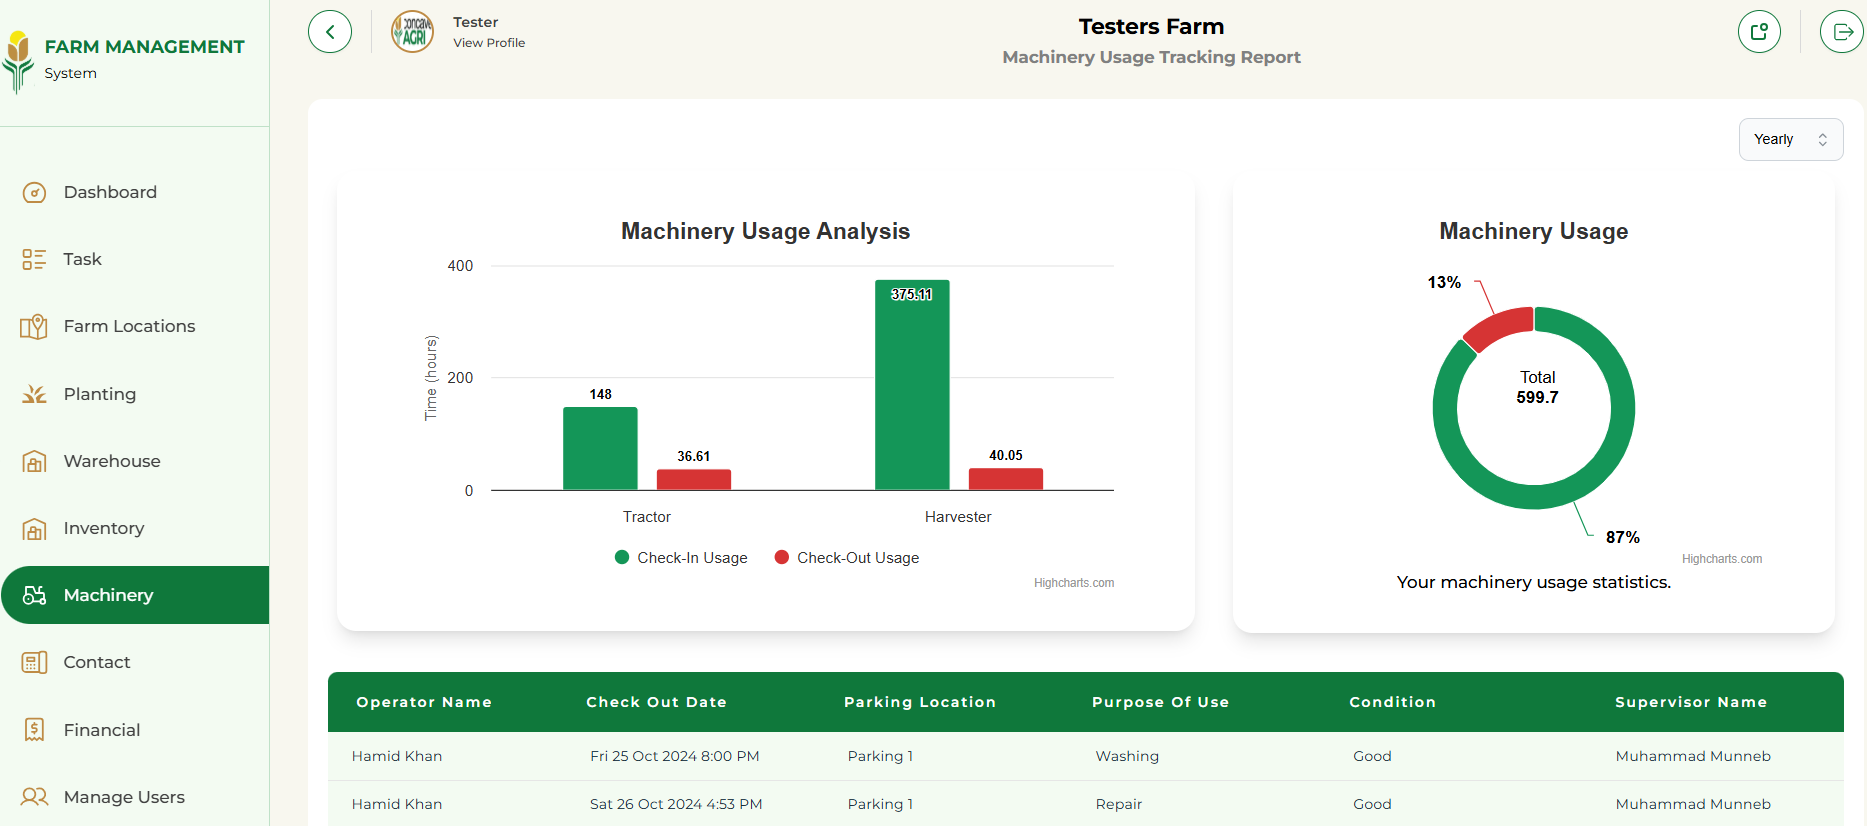 FARM MANAGEMENT
System
Dashboard
Task
Farm Locations
Planting
Warehouse
Inventory
Machinery
Contact
Financial
Manage Users
CONCAVE
AGRI
Tester
View Profile
Testers Farm
Machinery Usage Tracking Report
Yearly
Machinery Usage Analysis
Time (hours)
400
200
0
148
36.61
375.11
40.05
Tractor
Harvester
Check-In Usage
Check-Out Usage
Highcharts.com
Machinery Usage
13%
Total
599.7
87%
Highcharts.com
Your machinery usage statistics.
Operator Name Check Out Date Parking Location Purpose Of Use Condition Supervisor Name
Hamid Khan Fri 25 Oct 2024 8:00 PM Parking 1 Washing Good Muhammad Munneb
Hamid Khan Sat 26 Oct 2024 4:53 PM Parking 1 Repair Good Muhammad Munneb